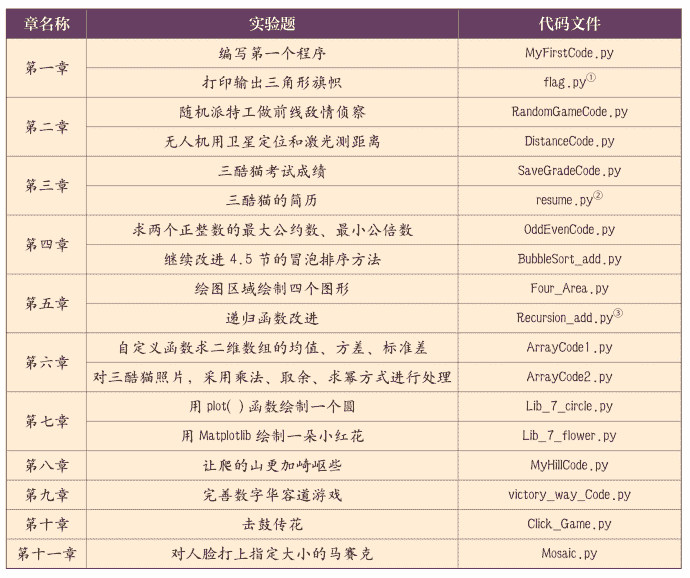 章名称 实验题 代码文件
第一章 编写第一个程序 MyFirstCode.py
打印输出三角形旗帜 flag.py①
第二章 随机派特工做前线敌情侦察 RandomGameCode.py
无人机用卫星定位和激光测距离 DistanceCode.py
第三章 三酷猫考试成绩 SaveGradeCode.py
三酷猫的简历 resume.py②
第四章 求两个正整数的最大公约数、最小公倍数 OddEvenCode.py
继续改进 4.5 节的冒泡排序方法 BubbleSort_add.py
第五章 绘图区域绘制四个图形 Four_Area.py
递归函数改进 Recursion_add.py③
第六章 自定义函数求二维数组的均值、方差、标准差 ArrayCode1.py
对三酷猫照片，采用乘法、取余、求幂方式进行处理 ArrayCode2.py
第七章 用 plot( ) 函数绘制一个圆 Lib_7_circle.py
用 Matplotlib 绘制一朵小红花 Lib_7_flower.py
第八章 让爬的山更加崎岖些 MyHillCode.py
第九章 完善数字华容道游戏 victory_way_Code.py
第十章 击鼓传花 Click_Game.py
第十一章 对人脸打上指定大小的马赛克 Mosaic.py